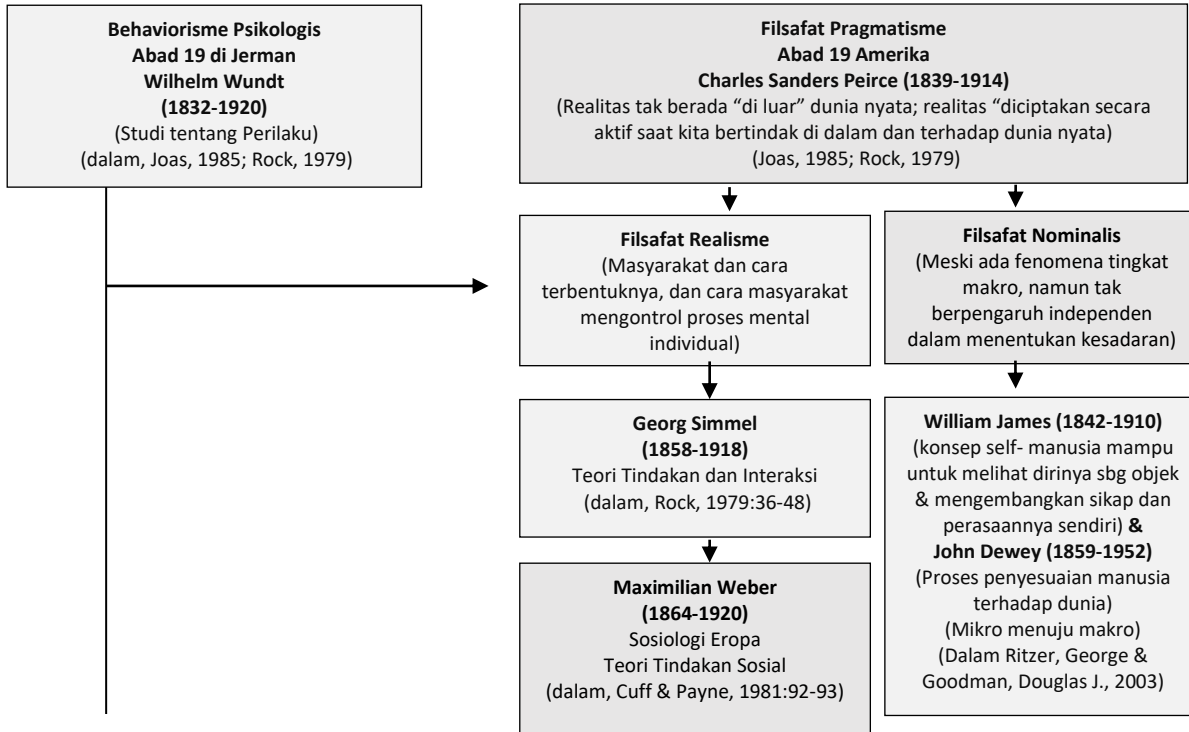 Behaviorisme Psikologis
Abad 19 di Jerman
Wilhelm Wundt
(1832-1920)
(Studi tentang Perilaku)
(dalam, Joas, 1985; Rock, 1979)
Filsafat Pragmatisme
Abad 19 Amerika
Charles Sanders Peirce (1839-1914)
(Realitas tak berada “di luar” dunia nyata; realitas “diciptakan secara
aktif saat kita bertindak di dalam dan terhadap dunia nyata)
(Joas, 1985; Rock, 1979)
Filsafat Realisme
(Masyarakat dan cara
terbentuknya, dan cara masyarakat
mengontrol proses mental
individual)
Filsafat Nominalis
(Meski ada fenomena tingkat
makro, namun tak
berpengaruh independen
dalam menentukan kesadaran)
Georg Simmel
(1858-1918)
Teori Tindakan dan Interaksi
(dalam, Rock, 1979:36-48)
William James (1842-1910)
(konsep self- manusia mampu
untuk melihat dirinya sbg objek
& mengembangkan sikap dan
perasaannya sendiri) &
John Dewey (1859-1952)
(Proses penyesuaian manusia
terhadap dunia)
(Mikro menuju makro)
(Dalam Ritzer, George &
Goodman, Douglas J., 2003)
Maximilian Weber
(1864-1920)
Sosiologi Eropa
Teori Tindakan Sosial
(dalam, Cuff & Payne, 1981:92-93)